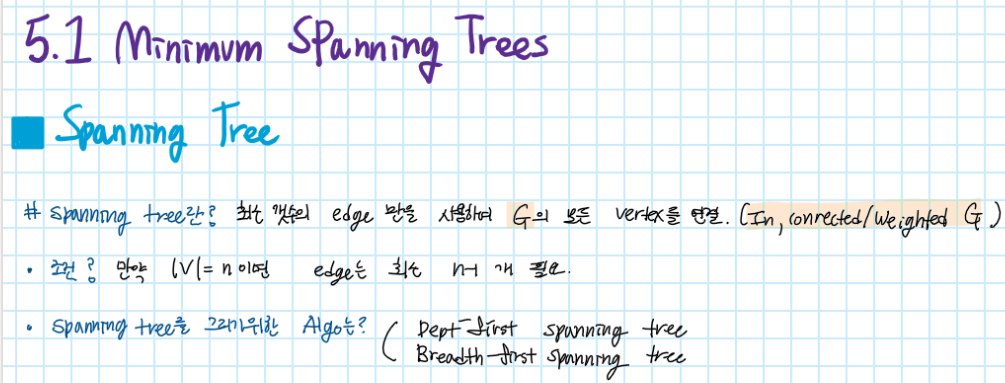 5.1 Minimum Spanning Trees
Spanning Tree
# spanning tree란? 최소 갯수의 edge 만을 사용하여 G의 모든 vertex를 연결. (In, connected/weighted G)
• 조건? 만약 |V|= n 이면 edge는 최소 n-1 개 필요.
• spanning tree를 그리기위한 Algo는? ( Dept-first spanning tree
Breadth-first spanning tree